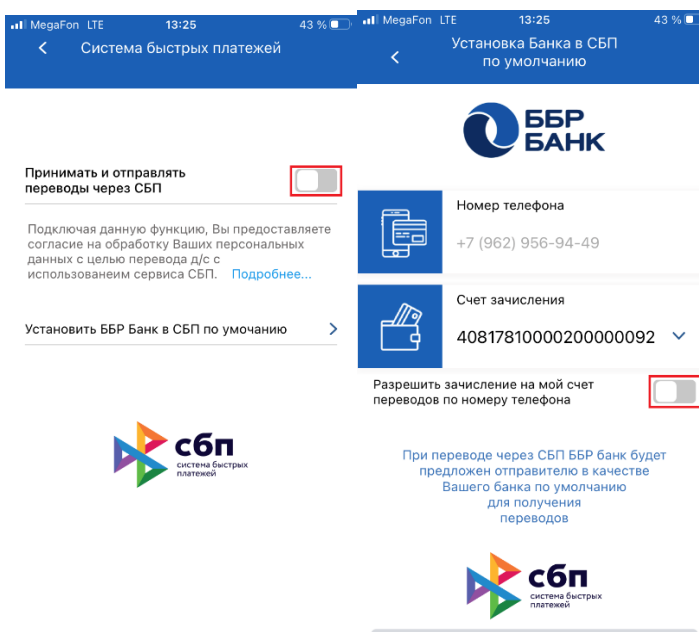 MegaFon LTE 13:25 43 %
Система быстрых платежей
Принимать и отправлять
переводы через СБП
Подключая данную функцию, Вы предоставляете
согласие на обработку Ваших персональных
данных с целью перевода д/с с
использованеим сервиса СБП. Подробнее...
Установить ББР Банк в СБП по умочанию
сбп
система быстрых
платежей
MegaFon LTE 13:25 43 %
Установка Банка в СБП
по умолчанию
ББР
БАНК
Номер телефона
+7 (962) 956-94-49
Счет зачисления
40817810000200000092
Разрешить зачисление на мой счет
переводов по номеру телефона
При переводе через СБП ББР банк будет
предложен отправителю в качестве
Вашего банка по умолчанию
для получения
переводов
сбп
система быстрых
платежей